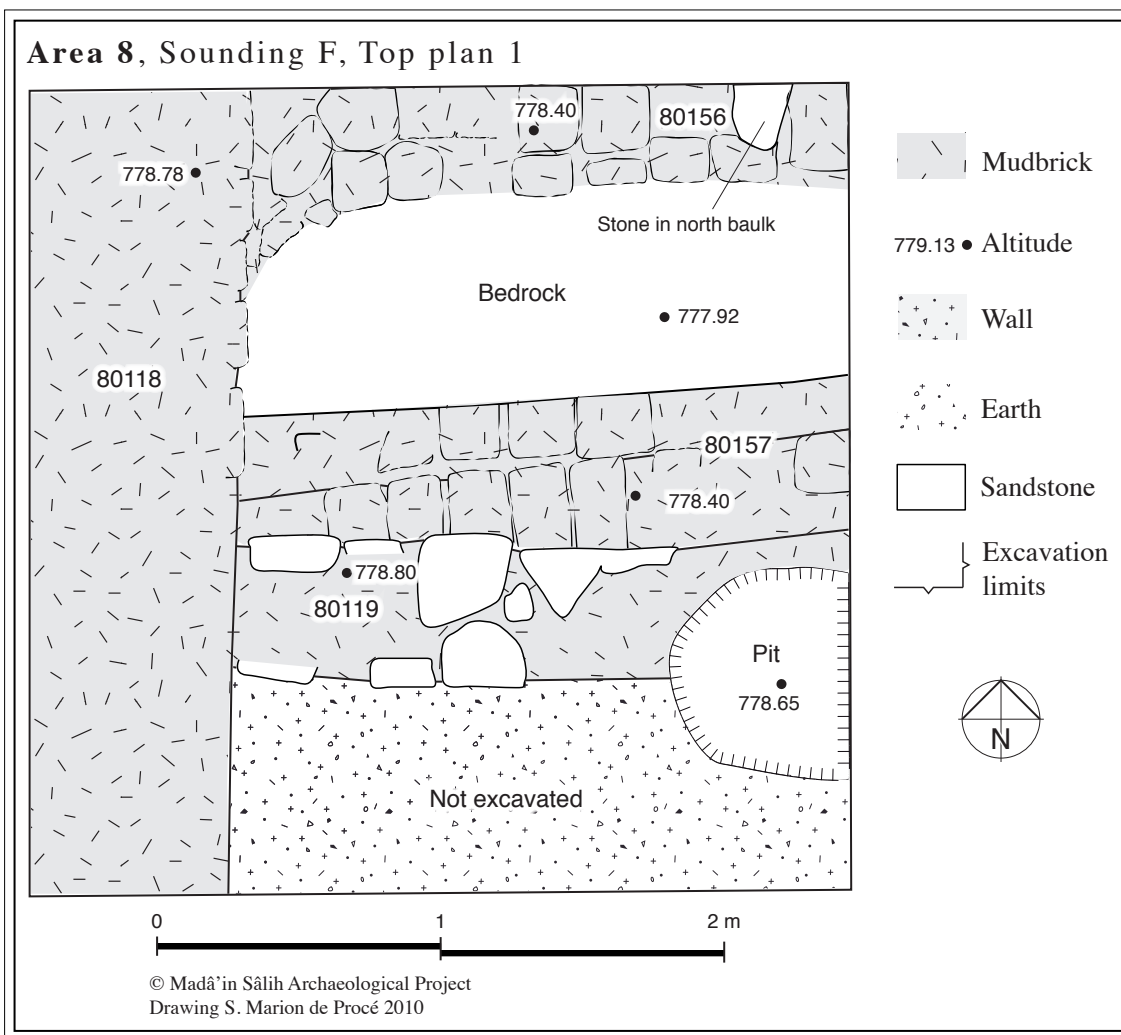 Area 8, Sounding F, Top plan 1
778.40
80156
778.78
Stone in north baulk
Bedrock
777.92
80118
80157
778.40
778.80
80119
Pit
778.65
Not excavated
Mudbrick
779.13 Altitude
Wall
Earth
Sandstone
Excavation
limits
N
0 1 2 m
© Madâ'in Sâlih Archaeological Project
Drawing S. Marion de Procé 2010